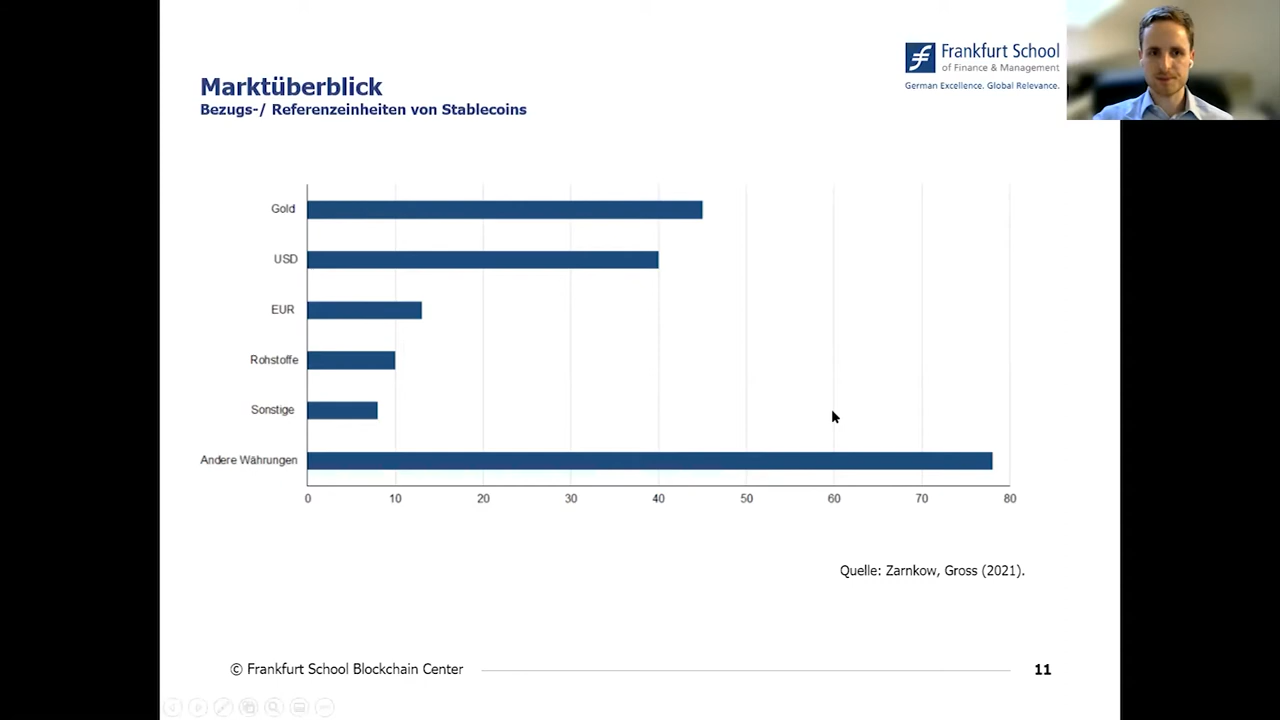 Frankfurt School
of Finance & Management
German Excellence. Global Relevance.
Marktüberblick
Bezugs-/ Referenzeinheiten von Stablecoins
Gold
USD
EUR
Rohstoffe
Sonstige
Andere Währungen
0 10 20 30 40 50 60 70 80
Quelle: Zarnkow, Gross (2021).
© Frankfurt School Blockchain Center
11